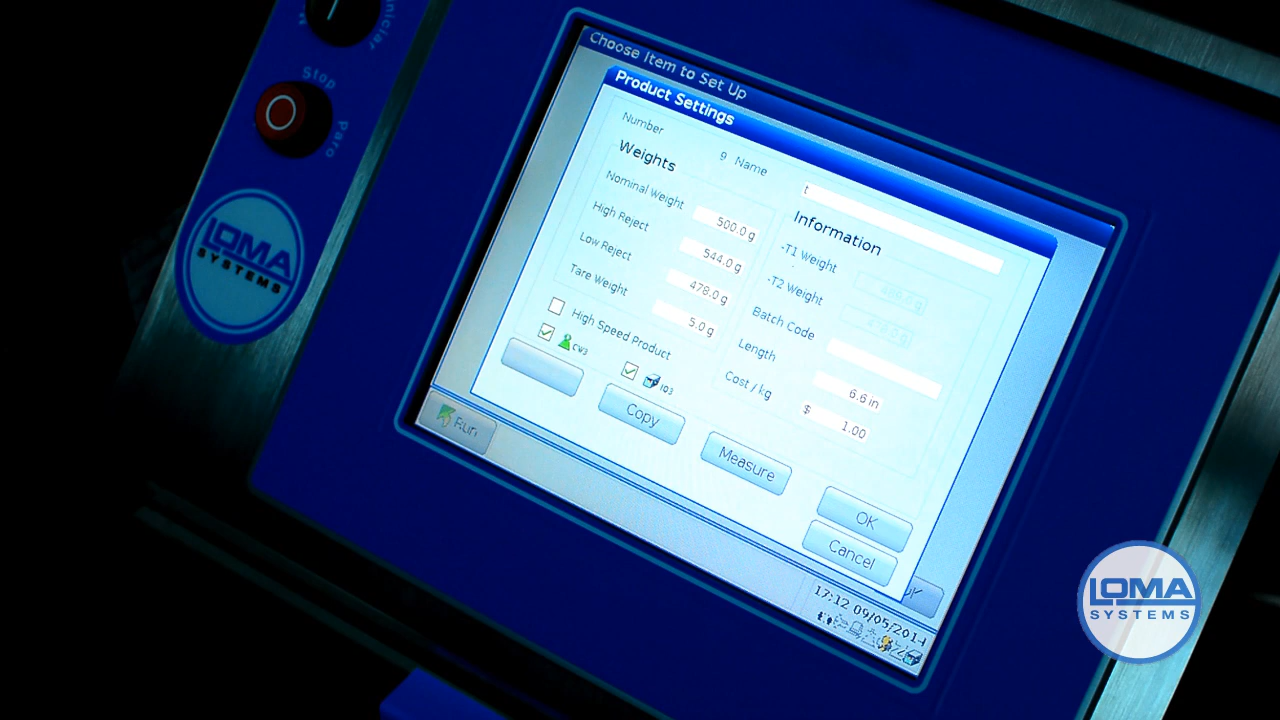 Iniciar
Stop
Paro
LOMA
SYSTEMS
Choose Item to Set Up
Product Settings
Number
9
Name
t
Weights
Nominal Weight
500.0 g
High Reject
544.0 g
Low Reject
478.0 g
Tare Weight
5.0 g
High Speed Product
CW3
IQ3
Information
-T1 Weight
-T2 Weight
Batch Code
Length
6.6 in
Cost / kg
$
1.00
Copy
Measure
OK
Cancel
Run
17:12 09/05/2014
LOMA
SYSTEMS